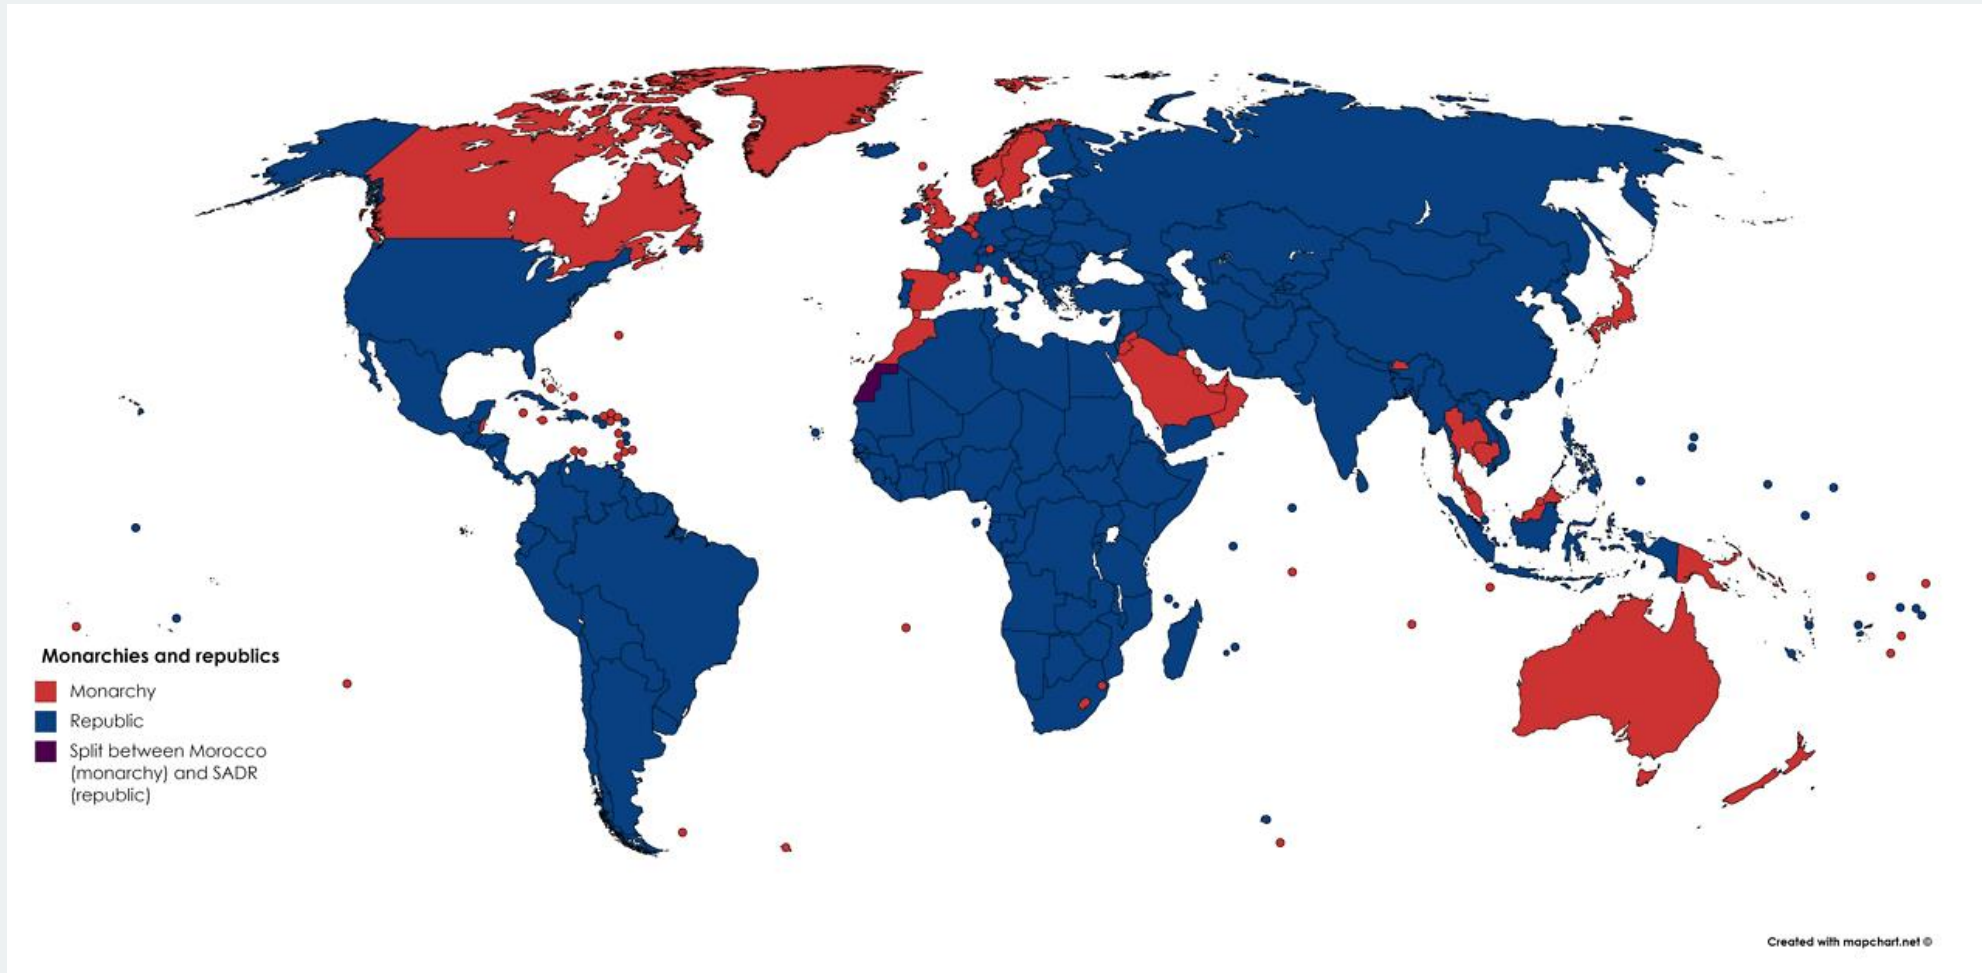 Monarchies and republics
Monarchy
Republic
Split between Morocco
(monarchy) and SADR
(republic)
Created with mapchart.net ©